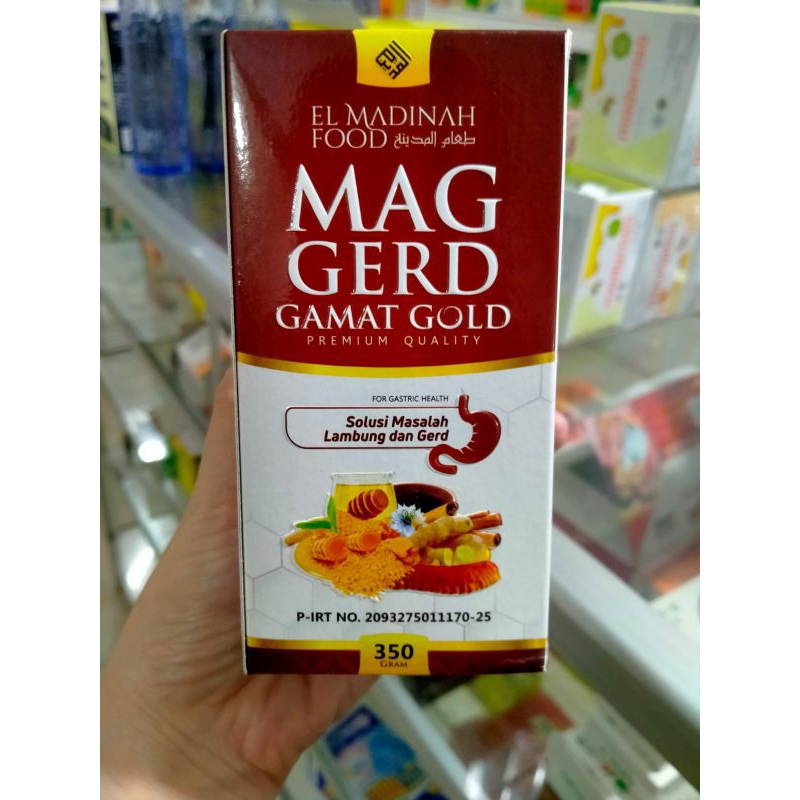 EL MADINAH
FOOD طعام المدينة
MAG
GERD
GAMAT GOLD
PREMIUM QUALITY
FOR GASTRIC HEALTH
Solusi Masalah
Lambung dan Gerd
P-IRT NO. 2093275011170-25
350
GRAM